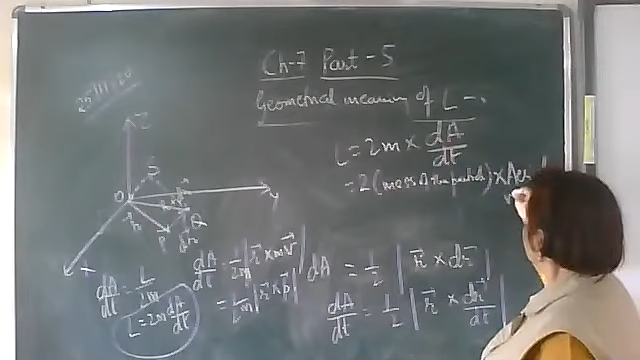 Ch-7 Part - 5
Geometrical meaning of L -
L = 2m × dA/dt
= 2 (mass of the particle) ×
Z
S
O
Y
Q
P
X
dA/dt = L/2m
L = 2m dA/dt
dA/dt = 1/2m | r⃗ × mv⃗ |
= 1/2m | r⃗ × p⃗ |
dA = 1/2 | r⃗ × dr⃗ |
dA/dt = 1/2 | r⃗ × dr⃗/dt |